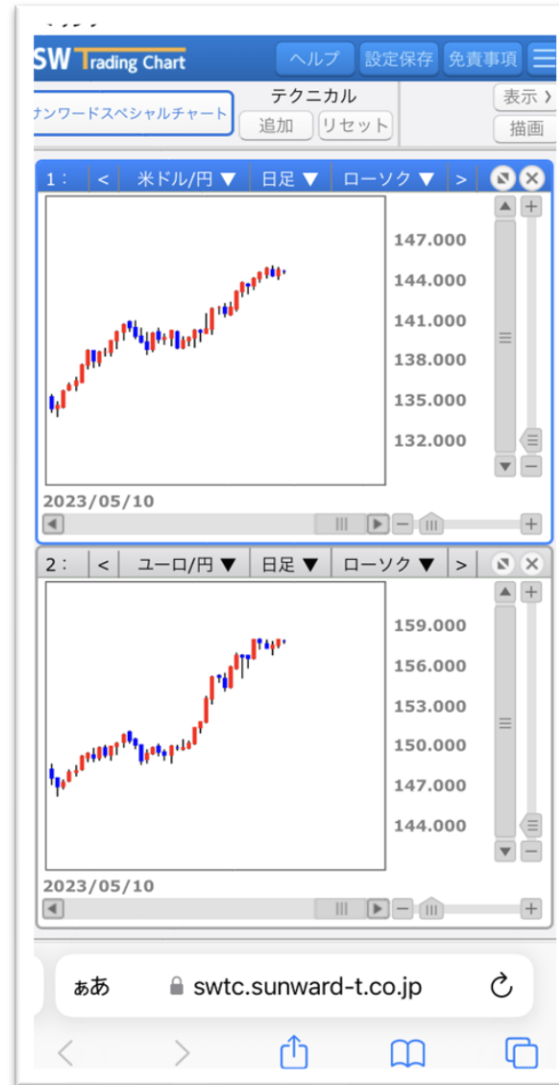 SW Trading Chart
ヘルプ
設定保存
免責事項
サンワードスペシャルチャート
テクニカル
追加
リセット
表示 》
描画
1： < 米ドル/円 ▼ 日足 ▼ ローソク ▼ >
147.000
144.000
141.000
138.000
135.000
132.000
2023/05/10
2： < ユーロ/円 ▼ 日足 ▼ ローソク ▼ >
159.000
156.000
153.000
150.000
147.000
144.000
2023/05/10
ぁあ swtc.sunward-t.co.jp